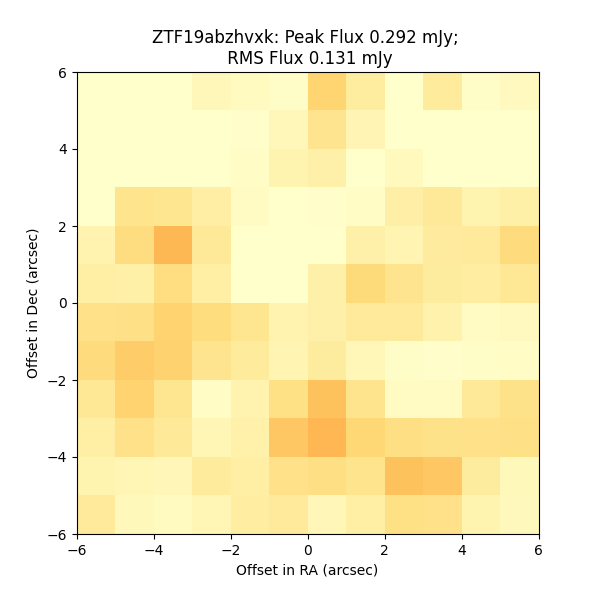 ZTF19abzhvxk: Peak Flux 0.292 mJy;
RMS Flux 0.131 mJy
6
4
2
0
−2
−4
−6
Offset in Dec (arcsec)
−6 −4 −2 0 2 4 6
Offset in RA (arcsec)